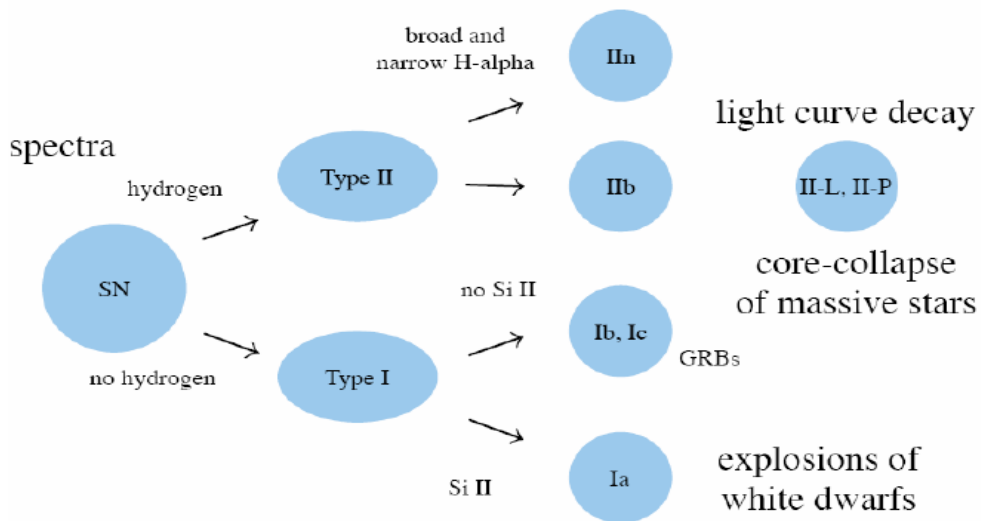 broad and
narrow H-alpha
IIn
light curve decay
spectra
hydrogen
Type II
IIb
II-L, II-P
core-collapse
of massive stars
SN
no Si II
Ib, Ic
GRBs
no hydrogen
Type I
Si II
Ia
explosions of
white dwarfs